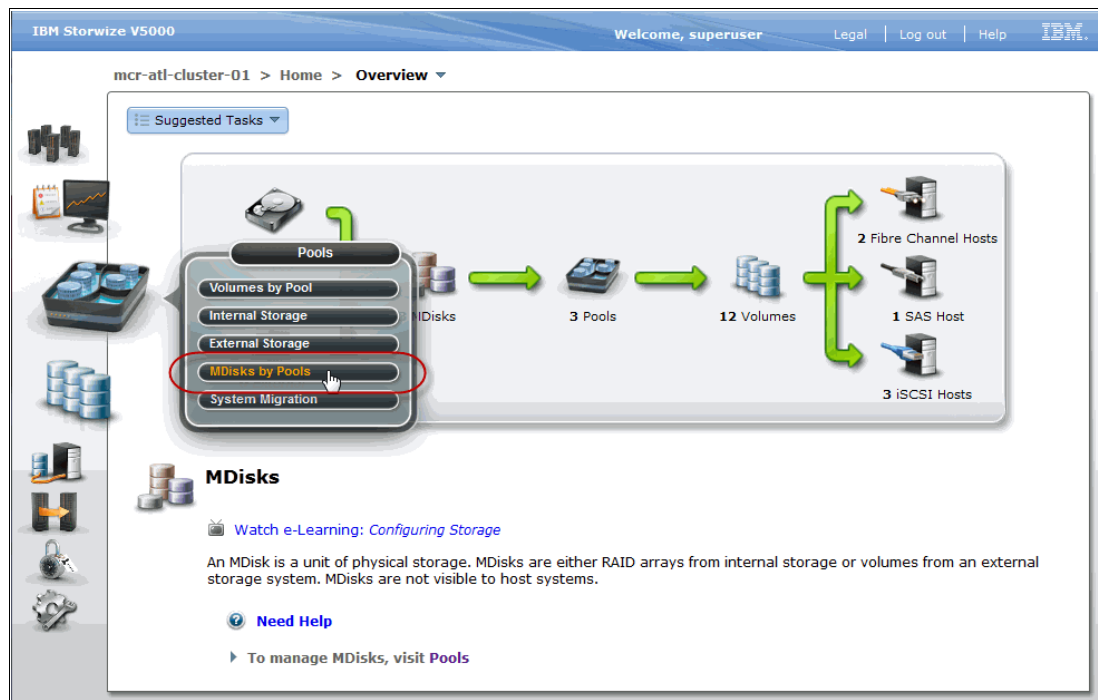 IBM Storwize V5000
Welcome, superuser
Legal | Log out | Help
IBM.
mcr-atl-cluster-01 > Home > Overview
Suggested Tasks
Pools
Volumes by Pool
Internal Storage
External Storage
MDisks by Pools
System Migration
MDisks
3 Pools
12 Volumes
2 Fibre Channel Hosts
1 SAS Host
3 iSCSI Hosts
MDisks
Watch e-Learning: Configuring Storage
An MDisk is a unit of physical storage. MDisks are either RAID arrays from internal storage or volumes from an external
storage system. MDisks are not visible to host systems.
Need Help
To manage MDisks, visit Pools